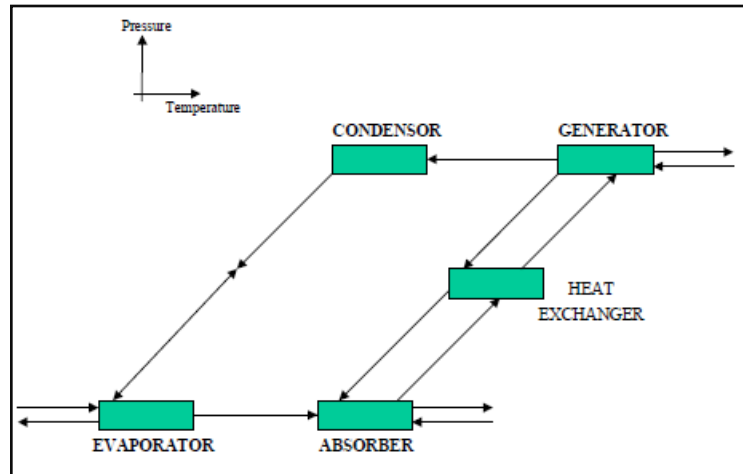 Pressure
Temperature
CONDENSOR
GENERATOR
HEAT
EXCHANGER
EVAPORATOR
ABSORBER